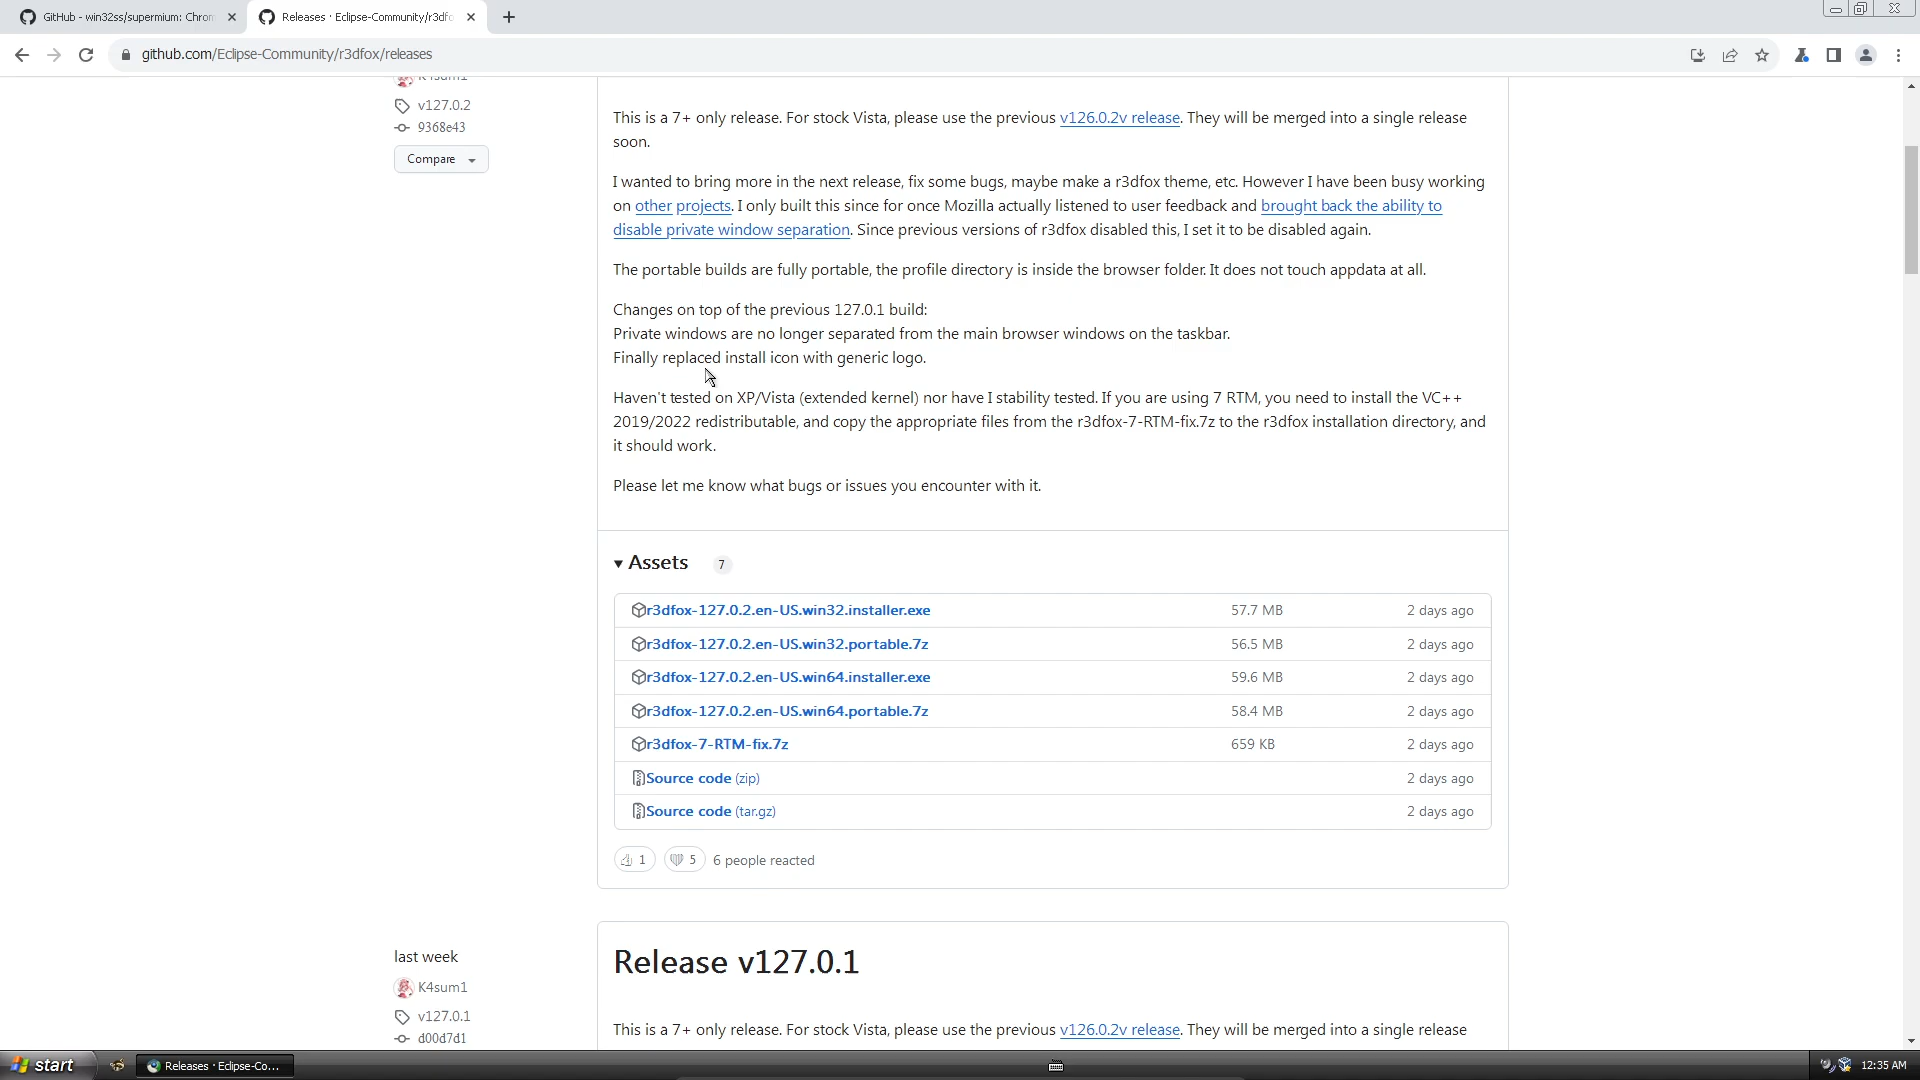 GitHub - win32ss/supermium: Chrom
Releases · Eclipse-Community/r3dfo
github.com/Eclipse-Community/r3dfox/releases
K4sum1
v127.0.2
9368e43
Compare
This is a 7+ only release. For stock Vista, please use the previous v126.0.2v release. They will be merged into a single release
soon.
I wanted to bring more in the next release, fix some bugs, maybe make a r3dfox theme, etc. However I have been busy working
on other projects. I only built this since for once Mozilla actually listened to user feedback and brought back the ability to
disable private window separation. Since previous versions of r3dfox disabled this, I set it to be disabled again.
The portable builds are fully portable, the profile directory is inside the browser folder. It does not touch appdata at all.
Changes on top of the previous 127.0.1 build:
Private windows are no longer separated from the main browser windows on the taskbar.
Finally replaced install icon with generic logo.
Haven't tested on XP/Vista (extended kernel) nor have I stability tested. If you are using 7 RTM, you need to install the VC++
2019/2022 redistributable, and copy the appropriate files from the r3dfox-7-RTM-fix.7z to the r3dfox installation directory, and
it should work.
Please let me know what bugs or issues you encounter with it.
Assets 7
r3dfox-127.0.2.en-US.win32.installer.exe 57.7 MB 2 days ago
r3dfox-127.0.2.en-US.win32.portable.7z 56.5 MB 2 days ago
r3dfox-127.0.2.en-US.win64.installer.exe 59.6 MB 2 days ago
r3dfox-127.0.2.en-US.win64.portable.7z 58.4 MB 2 days ago
r3dfox-7-RTM-fix.7z 659 KB 2 days ago
Source code (zip) 2 days ago
Source code (tar.gz) 2 days ago
1 5 6 people reacted
last week
K4sum1
v127.0.1
d00d7d1
Release v127.0.1
This is a 7+ only release. For stock Vista, please use the previous v126.0.2v release. They will be merged into a single release
start
Releases · Eclipse-Co...
12:35 AM